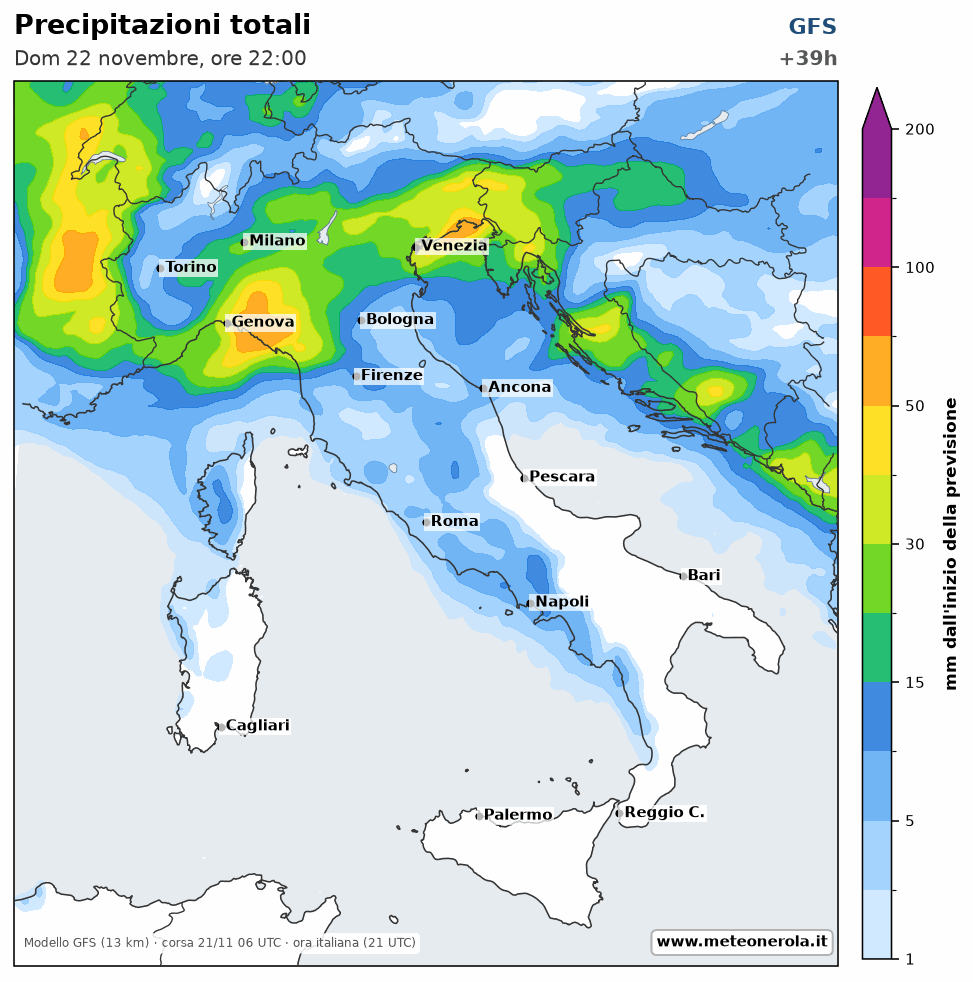 Precipitazioni totali
GFS
Dom 22 novembre, ore 22:00
+39h
200
100
50
30
15
5
1
mm dall'inizio della previsione
Milano
Venezia
Torino
Genova
Bologna
Firenze
Ancona
Pescara
Roma
Bari
Napoli
Cagliari
Palermo
Reggio C.
Modello GFS (13 km) · corsa 21/11 06 UTC · ora italiana (21 UTC)
www.meteonerola.it